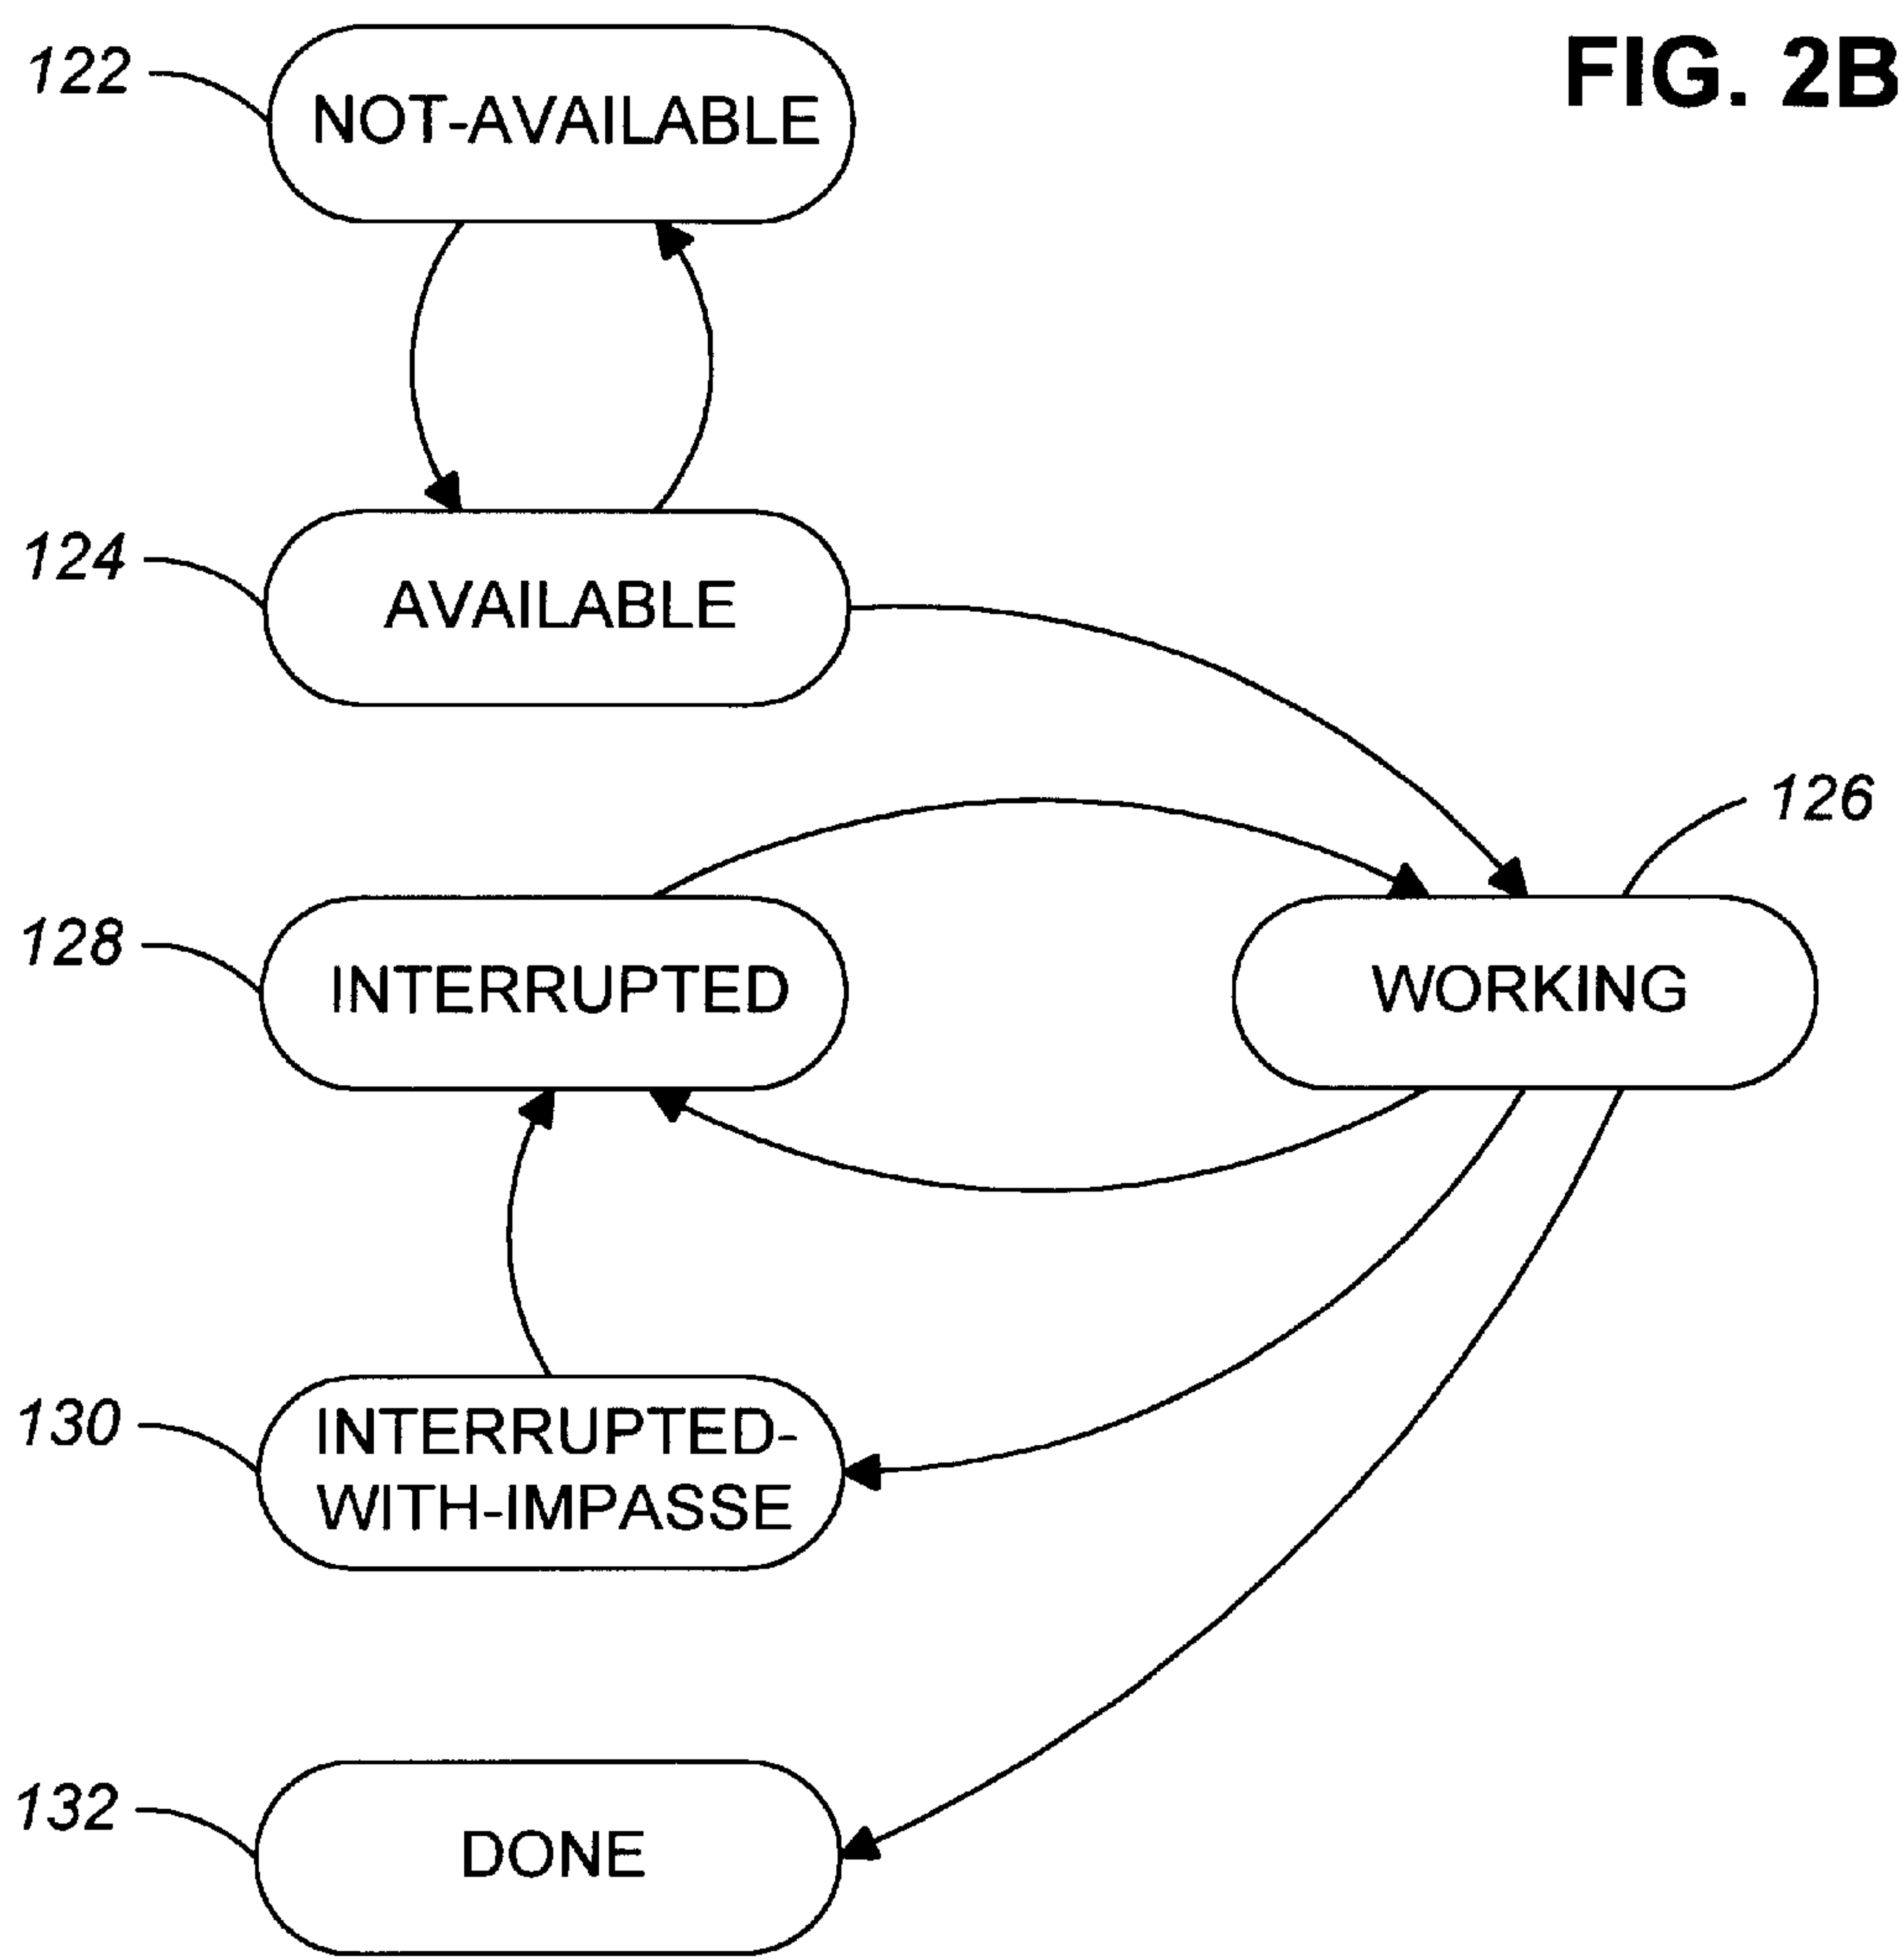 FIG. 2B
122
NOT-AVAILABLE
124
AVAILABLE
126
128
INTERRUPTED
WORKING
130
INTERRUPTED-
WITH-IMPASSE
132
DONE